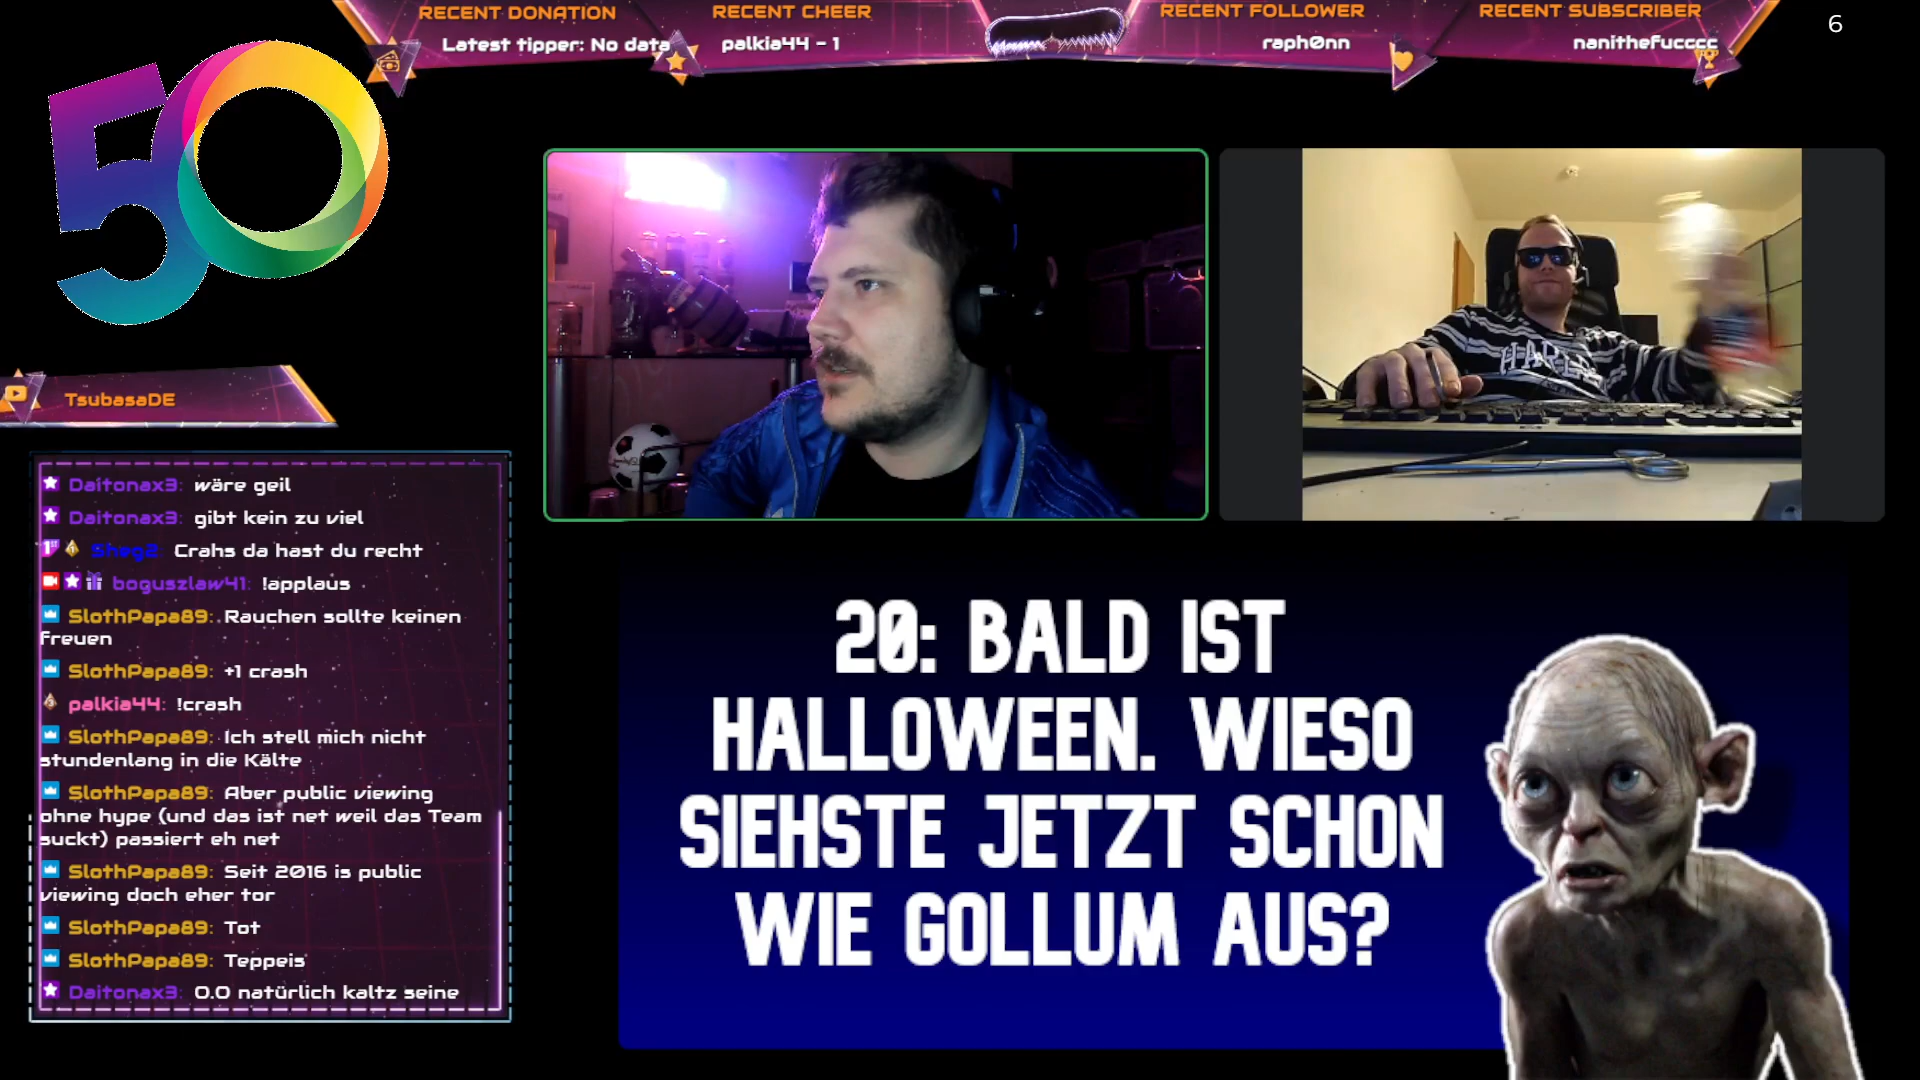 RECENT DONATION
Latest tipper: No data
RECENT CHEER
palkia44 - 1
RECENT FOLLOWER
raph0nn
RECENT SUBSCRIBER
nanithefucccc
6
50
TsubasaDE
Daitonax3: wäre geil
Daitonax3: gibt kein zu viel
Sheg2: Crahs da hast du recht
boguszlaw41: !applaus
SlothPapa89: Rauchen sollte keinen
freuen
SlothPapa89: +1 crash
palkia44: !crash
SlothPapa89: Ich stell mich nicht
stundenlang in die Kälte
SlothPapa89: Aber public viewing
ohne hype (und das ist net weil das Team
suckt) passiert eh net
SlothPapa89: Seit 2016 is public
viewing doch eher tor
SlothPapa89: Tot
SlothPapa89: Teppeis
Daitonax3: O.O natürlich kaltz seine
20: BALD IST
HALLOWEEN. WIESO
SIEHSTE JETZT SCHON
WIE GOLLUM AUS?